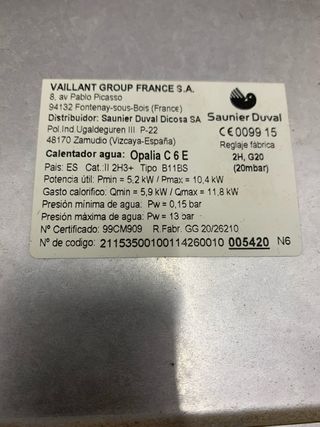 VAILLANT GROUP FRANCE S.A.
8, av Pablo Picasso
94132 Fontenay-sous-Bois (France)
Distribuidor: Saunier Duval Dicosa SA
Pol.Ind.Ugaldeguren III P-22
48170 Zamudio (Vizcaya-España)
Saunier Duval
CE 0099 15
Reglaje fábrica
2H, G20
(20mbar)
Calentador agua: Opalia C 6 E
Pais: ES Cat.:II 2H3+ Tipo B11BS
Potencia útil: Pmin = 5,2 kW / Pmax = 10,4 kW
Gasto calorifico: Qmin = 5,9 kW / Qmax = 11,8 kW
Presión mínima de agua: Pw = 0,15 bar
Presión máxima de agua: Pw = 13 bar
Nº Certificado: 99CM909 R.Fabr. GG 20/26210
Nº de codigo: 21153500100114260010 005420 N6